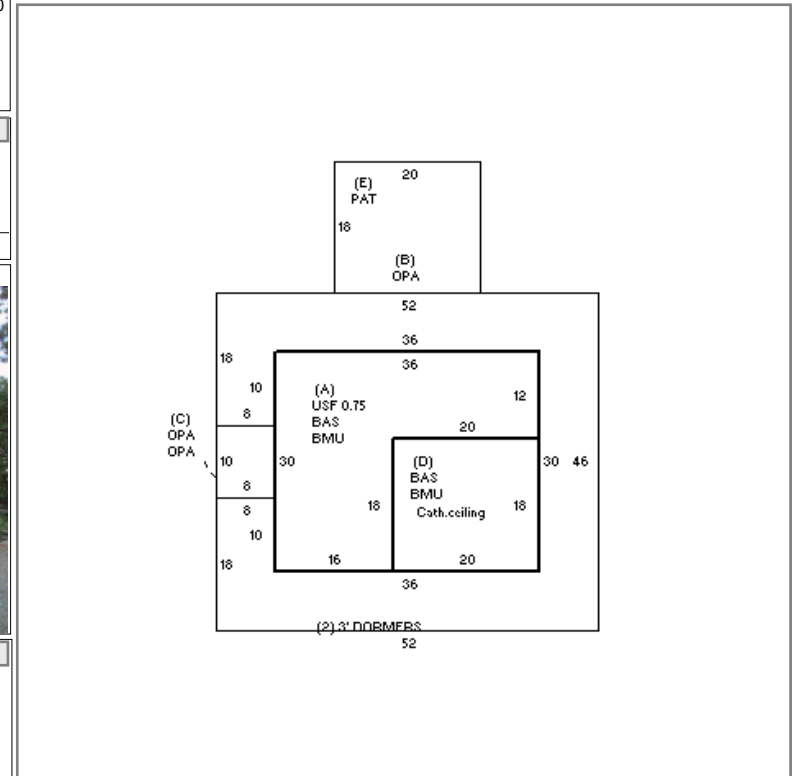 20
(E)
PAT
18
(B)
OPA
52
36
18
36
10
(A)
12
USF 0.75
8
BAS
(C)
20
OPA
BMU
OPA
10
30
(D)
30 46
BAS
8
BMU
18
18
8
Cath.ceiling
10
16
20
18
36
(2) 3' DORMERS
52